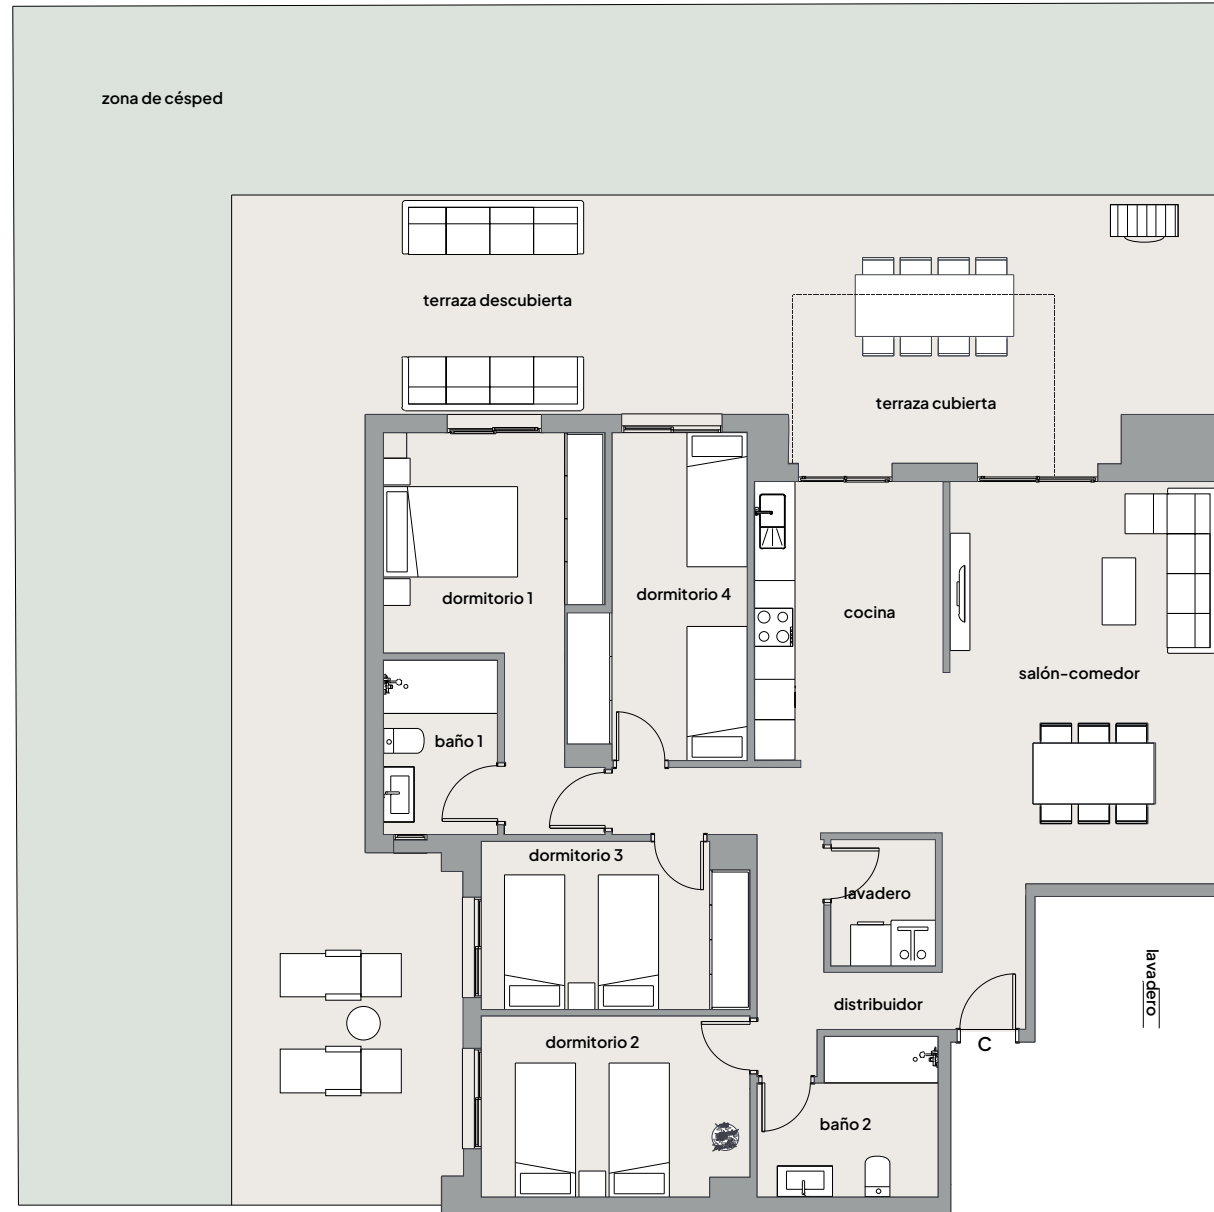 zona de césped
terraza descubierta
terraza cubierta
dormitorio 1
dormitorio 4
cocina
salón-comedor
baño 1
dormitorio 3
lavadero
lavadero
distribuidor
dormitorio 2
C
baño 2